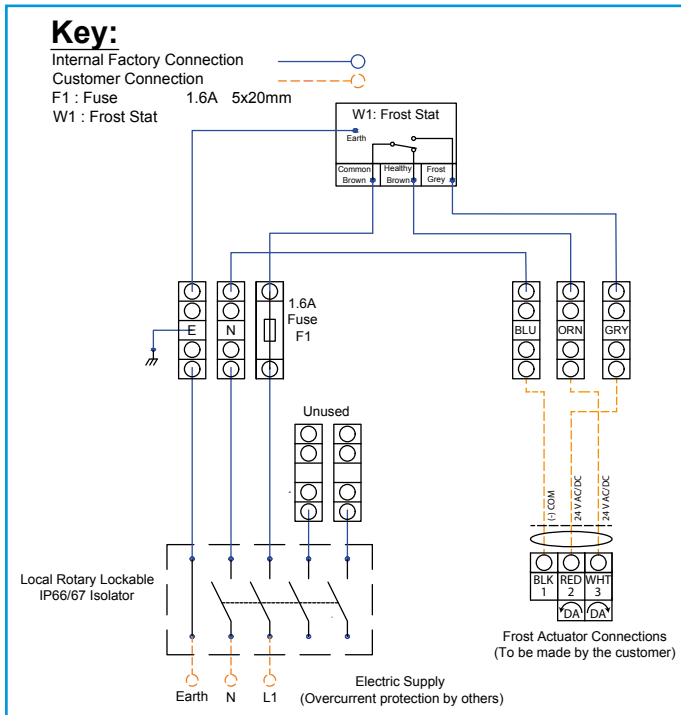 Key:
Internal Factory Connection
Customer Connection
F1 : Fuse 1.6A 5x20mm
W1 : Frost Stat
W1: Frost Stat
Earth
Common Healthy Frost
Brown Brown Grey
1.6A
Fuse
F1
E N
BLU ORN GRY
Unused
(-) COM
24 V AC/DC
24 V AC/DC
Local Rotary Lockable
IP66/67 Isolator
BLK RED WHT
1 2 3
DA DA
Frost Actuator Connections
(To be made by the customer)
Earth N L1
Electric Supply
(Overcurrent protection by others)